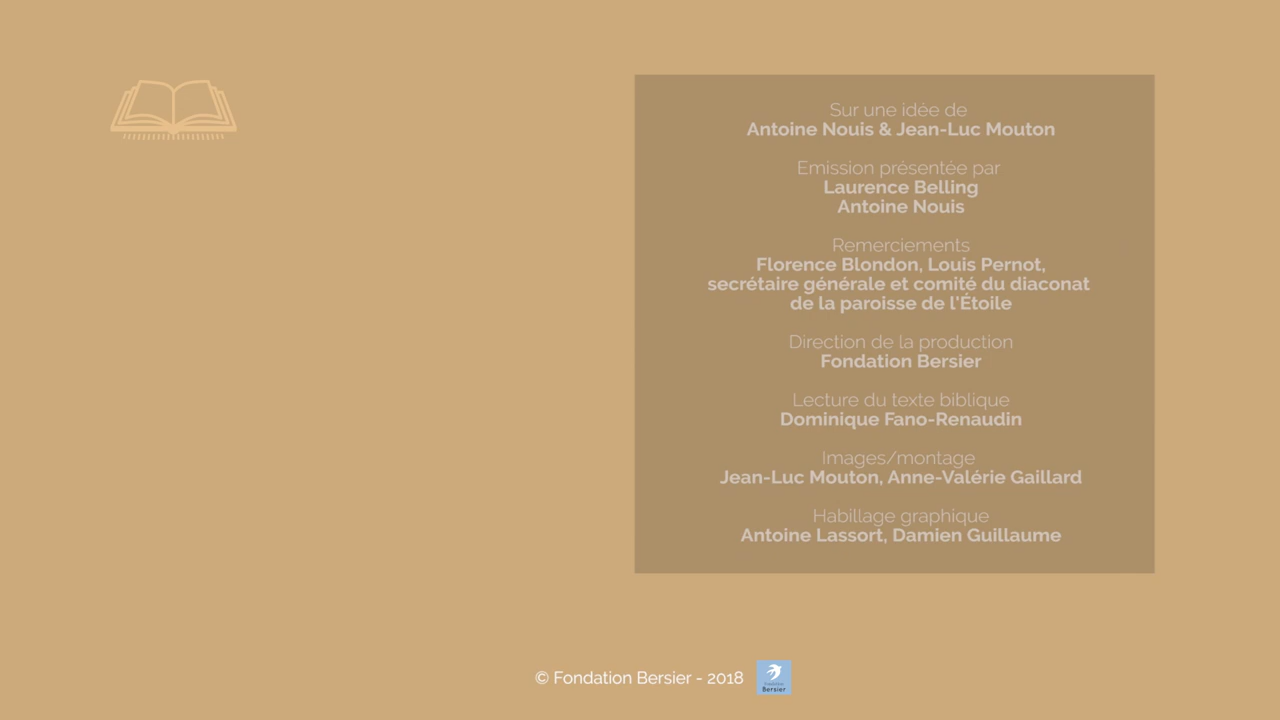 Sur une idée de
Antoine Nouis & Jean-Luc Mouton
Emission présentée par
Laurence Belling
Antoine Nouis
Remerciements
Florence Blondon, Louis Pernot,
secrétaire générale et comité du diaconat
de la paroisse de l'Étoile
Direction de la production
Fondation Bersier
Lecture du texte biblique
Dominique Fano-Renaudin
Images/montage
Jean-Luc Mouton, Anne-Valérie Gaillard
Habillage graphique
Antoine Lassort, Damien Guillaume
© Fondation Bersier - 2018
Fondation
Bersier